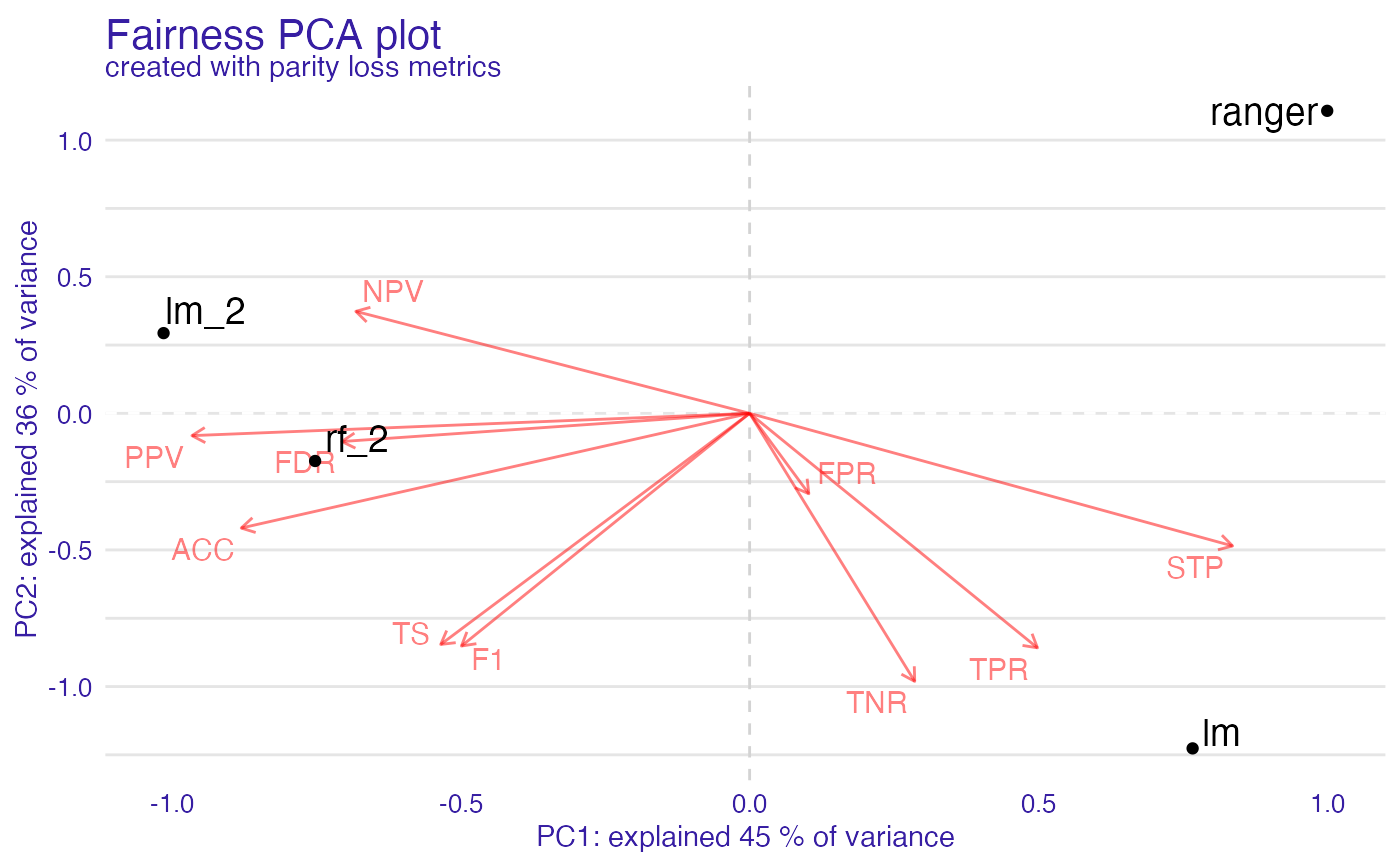 Fairness PCA plot
created with parity loss metrics
ranger
1.0
0.5
NPV
lm_2
0.0
rf_2
PPV
FDR
FPR
-0.5
ACC
STP
TS
F1
TPR
-1.0
TNR
lm
-1.0 -0.5 0.0 0.5 1.0
PC1: explained 45 % of variance
PC2: explained 36 % of variance